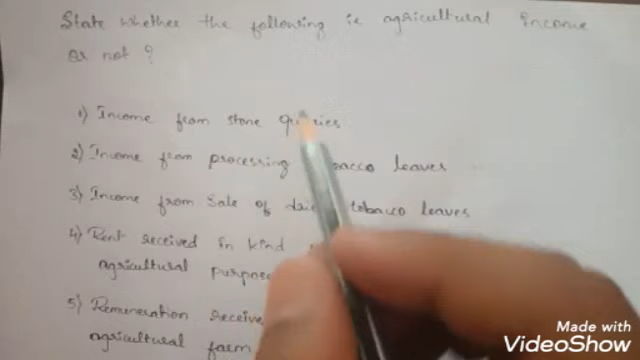 State whether the following is agricultural income
or not ?
1) Income from stone
2) Income from processing leaves
3) Income from Sale of tobacco leaves
4) Rent received in kind
agricultural
5) Remuneration
agricultural farm
Made with
VideoShow